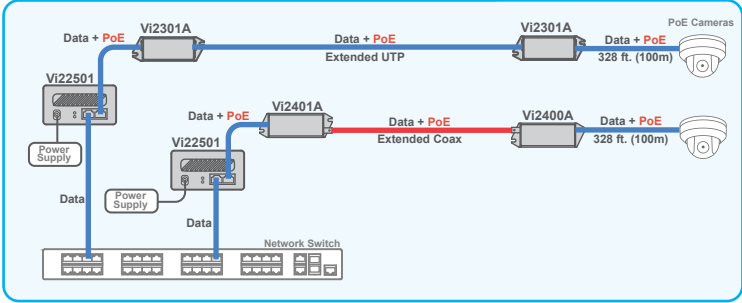 Vi2301A
Vi2301A
PoE Cameras
Data + PoE
Data + PoE
Data + PoE
Extended UTP
328 ft. (100m)
Vi22501
Power
Supply
Vi2401A
Vi2400A
Data + PoE
Data + PoE
Data + PoE
Extended Coax
328 ft. (100m)
Vi22501
Power
Supply
Data
Data
Network Switch